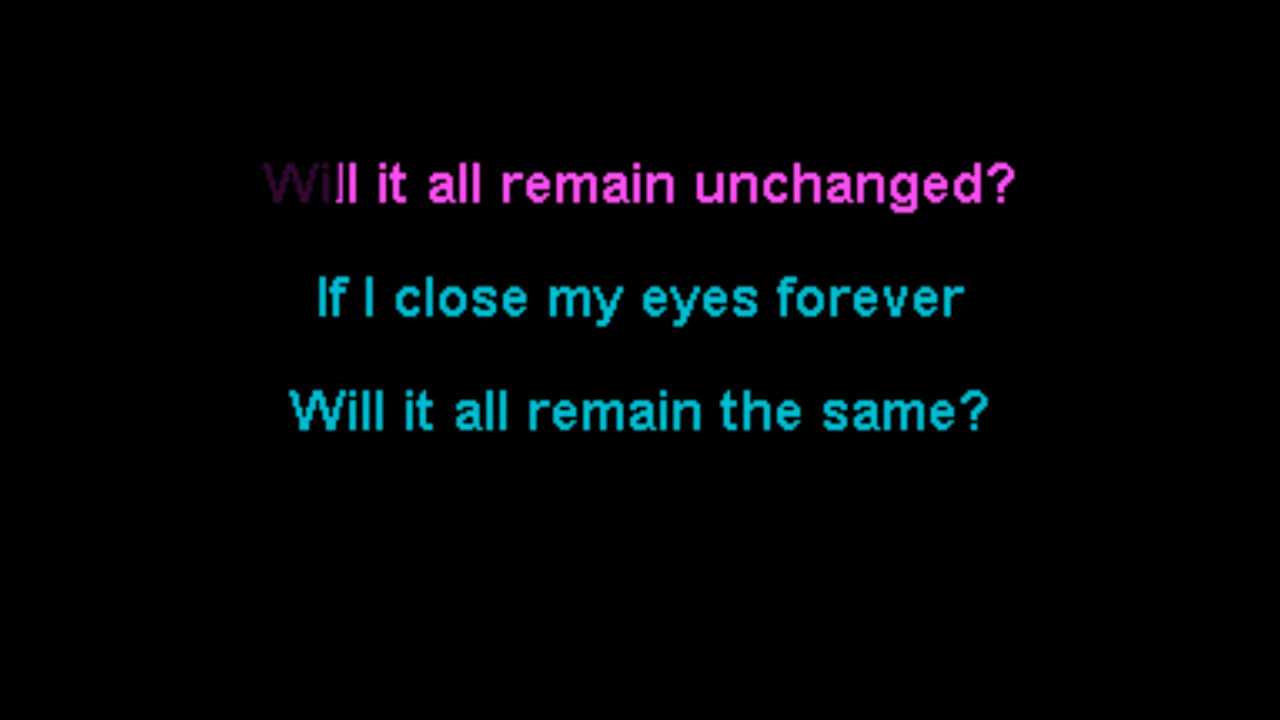 Will it all remain unchanged?
If I close my eyes forever
Will it all remain the same?